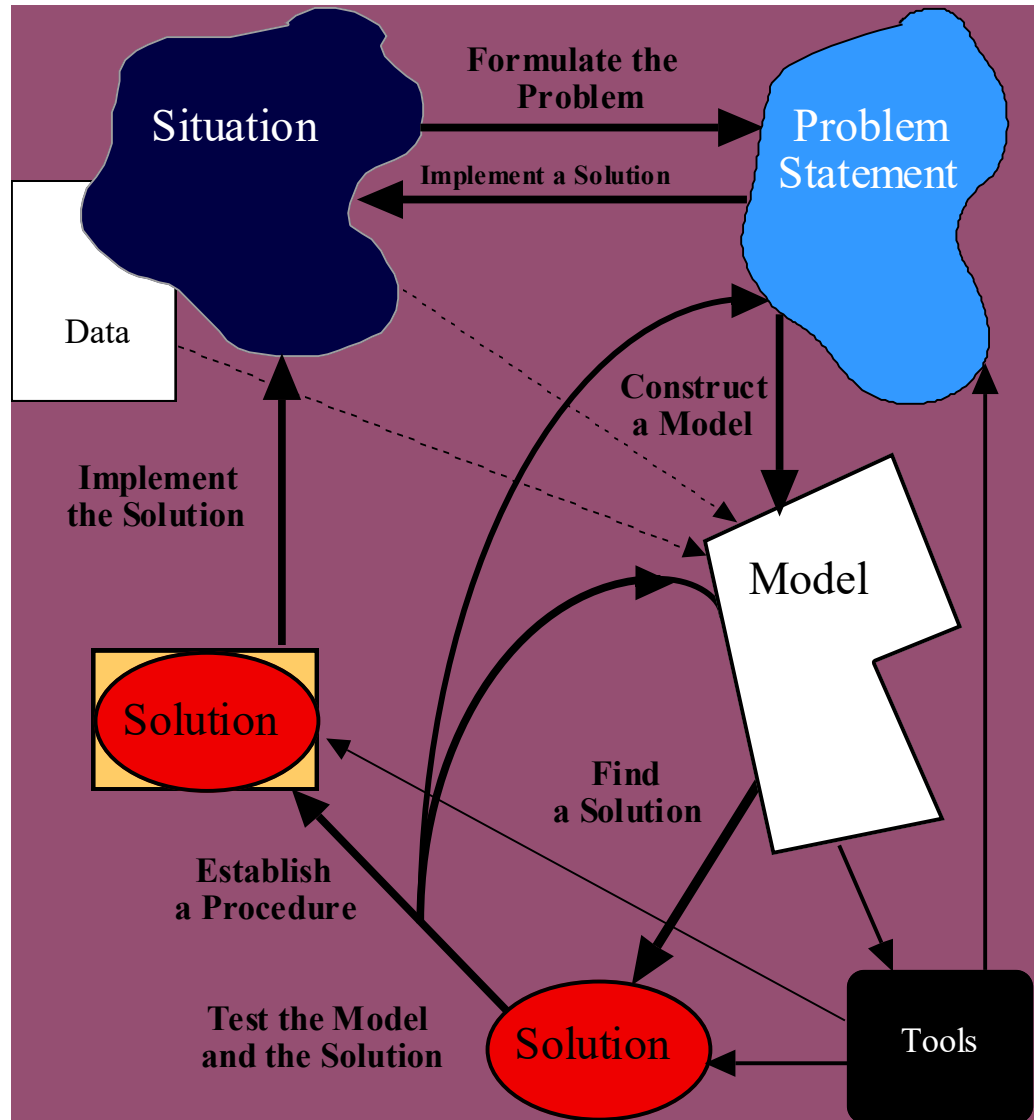 Formulate the
Problem
Situation
Problem
Statement
Implement a Solution
Data
Construct
a Model
Implement
the Solution
Model
Solution
Find
a Solution
Establish
a Procedure
Test the Model
and the Solution
Solution
Tools